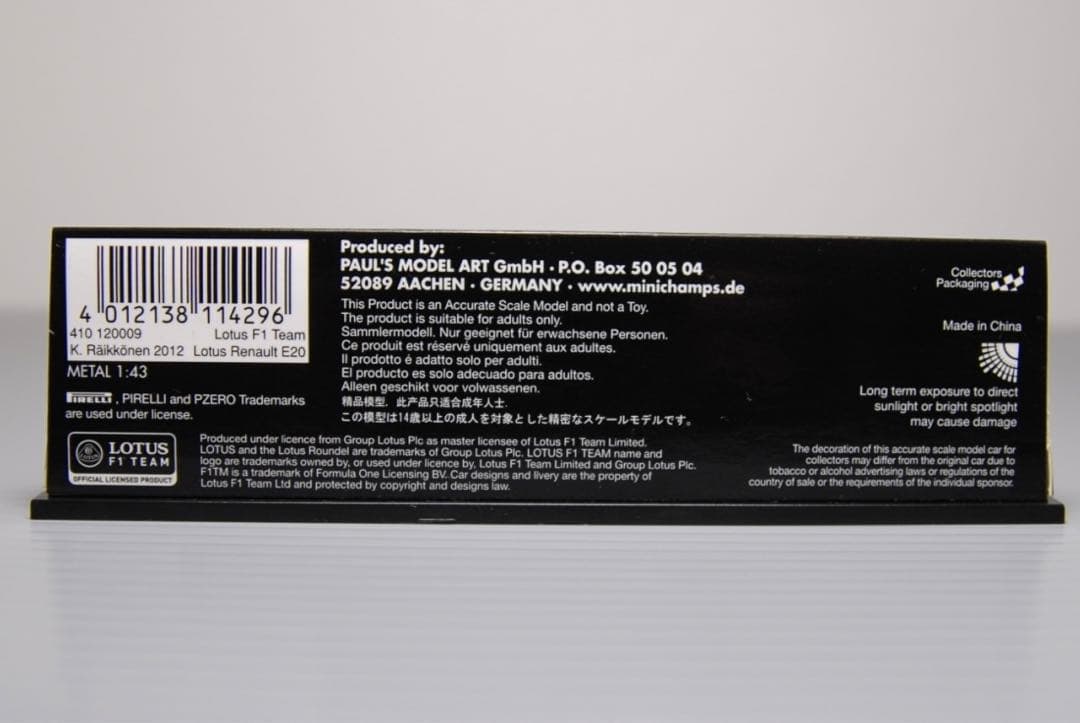 4 012138 114296
410 120009 Lotus F1 Team
K. Räikkönen 2012 Lotus Renault E20
METAL 1:43
PIRELLI, PIRELLI and PZERO Trademarks
are used under license.
LOTUS
F1 TEAM
OFFICIAL LICENSED PRODUCT
Produced by:
PAUL'S MODEL ART GmbH · P.O. Box 50 05 04
52089 AACHEN · GERMANY · www.minichamps.de
This Product is an Accurate Scale Model and not a Toy.
The product is suitable for adults only.
Sammlermodell. Nur geeignet für erwachsene Personen.
Ce produit est réservé uniquement aux adultes.
Il prodotto é adatto solo per adulti.
El producto es solo adecuado para adultos.
Alleen geschikt voor volwassenen.
精品模型. 此产品只适合成年人士.
この模型は14歳以上の成人を対象とした精密なスケールモデルです。
Produced under licence from Group Lotus Plc as master licensee of Lotus F1 Team Limited.
LOTUS and the Lotus Roundel are trademarks of Group Lotus Plc. LOTUS F1 TEAM name and
logo are trademarks owned by, or used under licence by, Lotus F1 Team Limited and Group Lotus Plc.
F1TM is a trademark of Formula One Licensing BV. Car designs and livery are the property of
Lotus F1 Team Ltd and protected by copyright and designs law.
Collectors
Packaging
Made in China
Long term exposure to direct
sunlight or bright spotlight
may cause damage
The decoration of this accurate scale model car for
collectors may differ from the original car due to
tobacco or alcohol advertising laws or regulations of the
country of sale or the requirements of the individual sponsor.